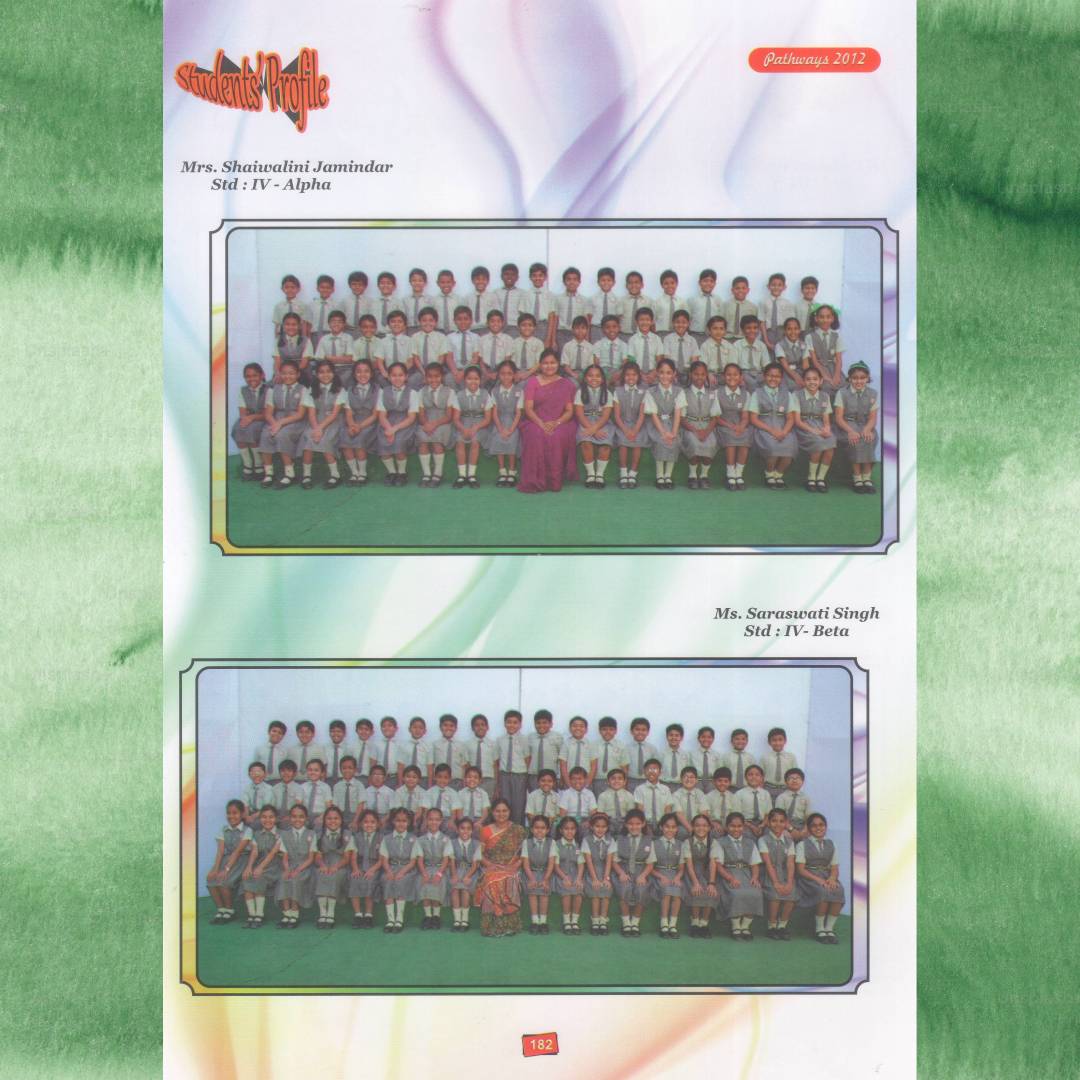 Students' Profile
Pathways 2012
Mrs. Shaiwalini Jamindar
Std : IV - Alpha
Ms. Saraswati Singh
Std : IV- Beta
182